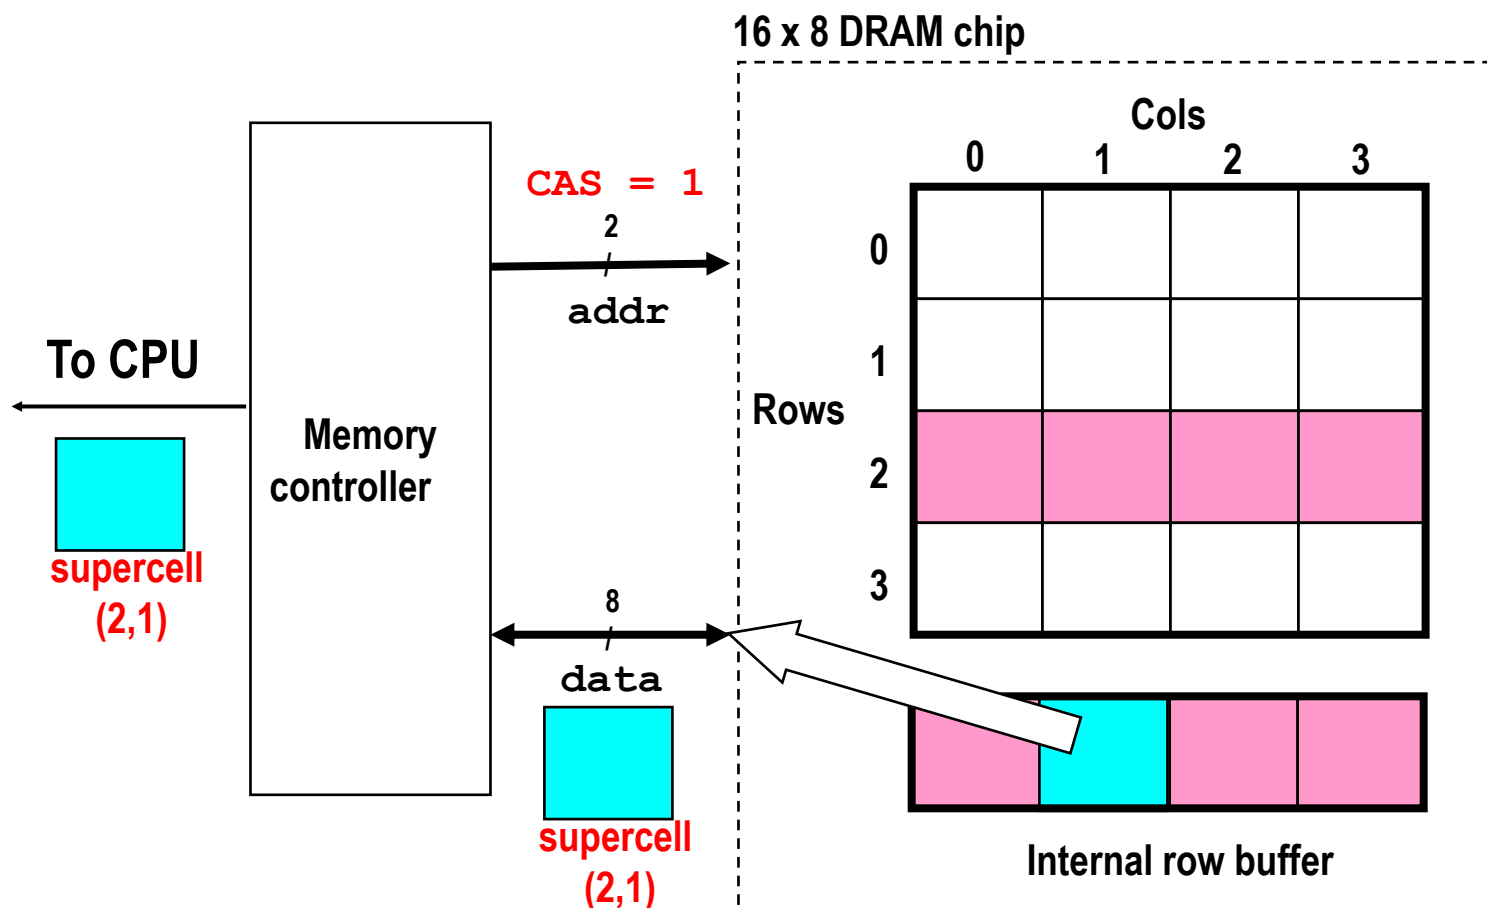 16 x 8 DRAM chip
Cols
0 1 2 3
CAS = 1
2
addr
0
1
To CPU
Rows
Memory
controller
2
supercell
(2,1)
3
8
data
supercell
(2,1)
Internal row buffer